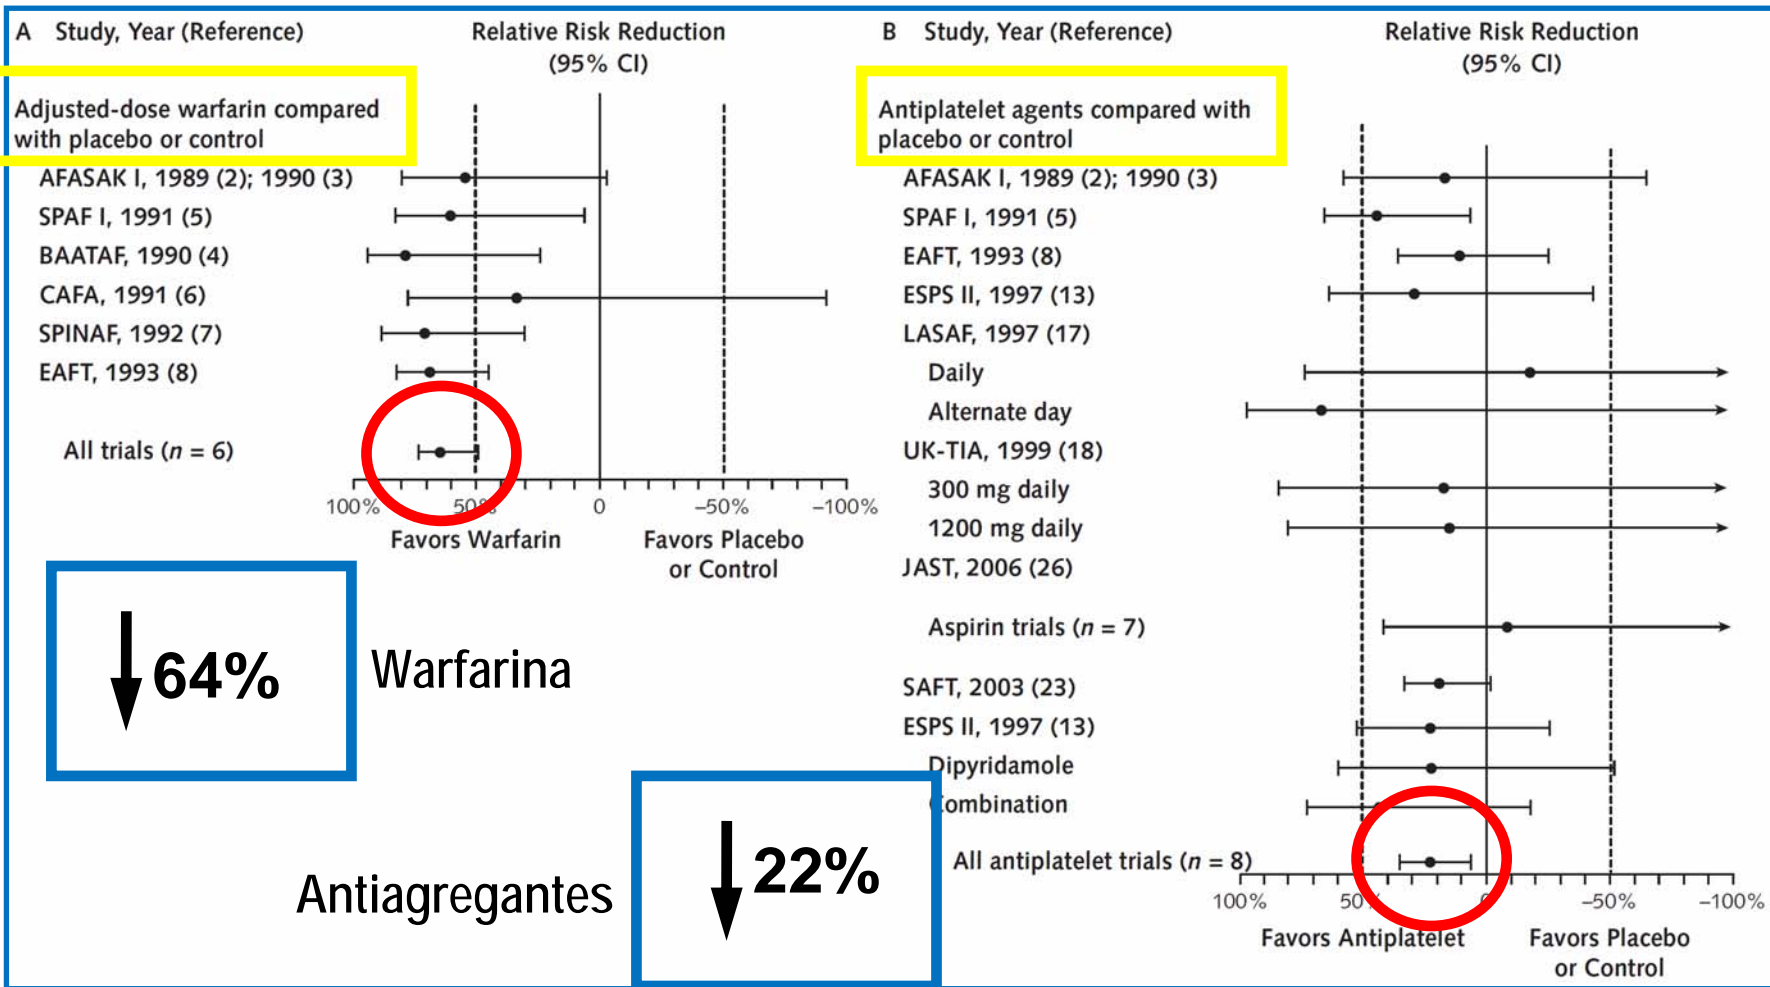 A Study, Year (Reference)
Relative Risk Reduction
(95% CI)
Adjusted-dose warfarin compared
with placebo or control
AFASAK I, 1989 (2); 1990 (3)
SPAF I, 1991 (5)
BAATAF, 1990 (4)
CAFA, 1991 (6)
SPINAF, 1992 (7)
EAFT, 1993 (8)
All trials (n = 6)
100% 50% 0 –50% –100%
Favors Warfarin
Favors Placebo
or Control
64%
Warfarina
B Study, Year (Reference)
Relative Risk Reduction
(95% CI)
Antiplatelet agents compared with
placebo or control
AFASAK I, 1989 (2); 1990 (3)
SPAF I, 1991 (5)
EAFT, 1993 (8)
ESPS II, 1997 (13)
LASAF, 1997 (17)
Daily
Alternate day
UK-TIA, 1999 (18)
300 mg daily
1200 mg daily
JAST, 2006 (26)
Aspirin trials (n = 7)
SAFT, 2003 (23)
ESPS II, 1997 (13)
Dipyridamole
Combination
All antiplatelet trials (n = 8)
100% 50% 0 –50% –100%
Favors Antiplatelet
Favors Placebo
or Control
Antiagregantes
22%